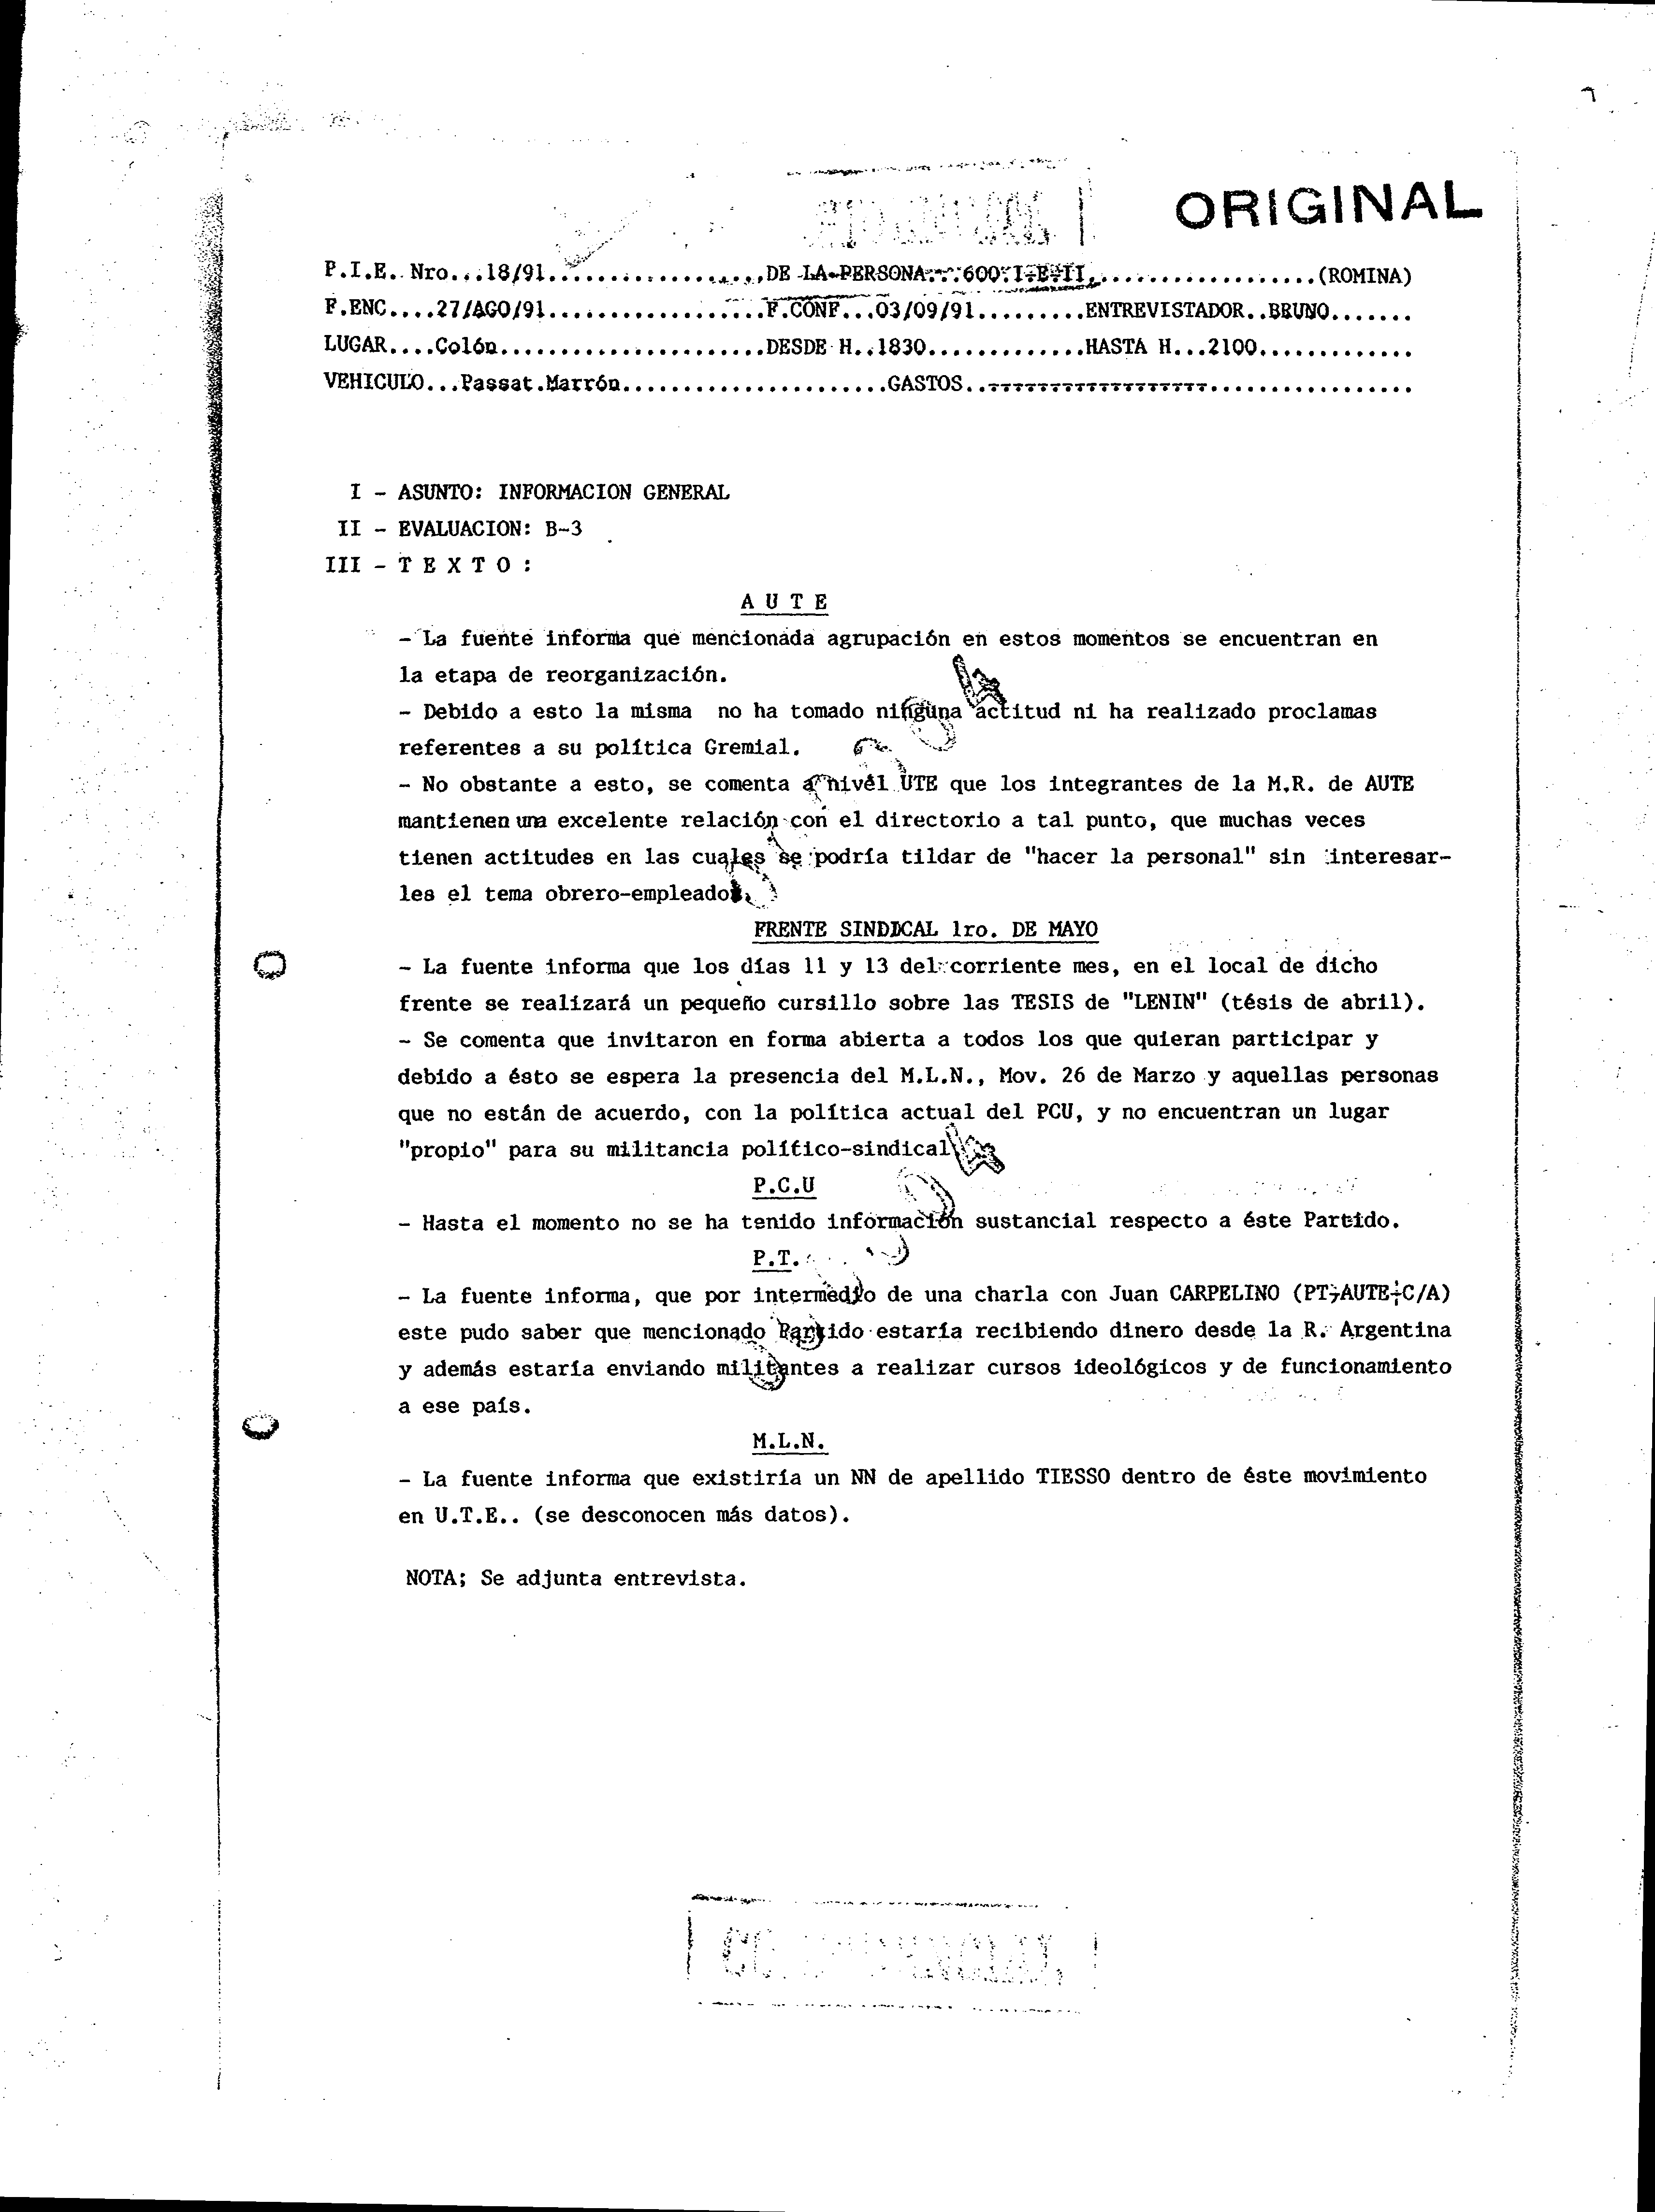 ORIGINAL
P.I.E. Nro...18/91..................DE LA PERSONA...600.I-E-II...................(ROMINA)
F.ENC....27/AGO/91..................F.CONF...03/09/91.........ENTREVISTADOR..BRUNO.......
LUGAR....Colón......................DESDE H..1830.............HASTA H...2100.............
VEHICULO...Passat.Marrón......................GASTOS..------------------.................
I - ASUNTO: INFORMACION GENERAL
II - EVALUACION: B-3
III - T E X T O :
A U T E
- La fuente informa que mencionada agrupación en estos momentos se encuentran en
la etapa de reorganización.
- Debido a esto la misma no ha tomado ninguna actitud ni ha realizado proclamas
referentes a su política Gremial.
- No obstante a esto, se comenta a nivel UTE que los integrantes de la M.R. de AUTE
mantienen una excelente relación con el directorio a tal punto, que muchas veces
tienen actitudes en las cuales se podría tildar de "hacer la personal" sin interesar-
les el tema obrero-empleados.
FRENTE SINDICAL 1ro. DE MAYO
- La fuente informa que los días 11 y 13 del corriente mes, en el local de dicho
frente se realizará un pequeño cursillo sobre las TESIS de "LENIN" (tésis de abril).
- Se comenta que invitaron en forma abierta a todos los que quieran participar y
debido a ésto se espera la presencia del M.L.N., Mov. 26 de Marzo y aquellas personas
que no están de acuerdo, con la política actual del PCU, y no encuentran un lugar
"propio" para su militancia político-sindical
P.C.U
- Hasta el momento no se ha tenido información sustancial respecto a éste Partido.
P.T.
- La fuente informa, que por intermedio de una charla con Juan CARPELINO (PT-AUTE-C/A)
este pudo saber que mencionado Partido estaría recibiendo dinero desde la R. Argentina
y además estaría enviando militantes a realizar cursos ideológicos y de funcionamiento
a ese país.
M.L.N.
- La fuente informa que existiría un NN de apellido TIESSO dentro de éste movimiento
en U.T.E.. (se desconocen más datos).
NOTA; Se adjunta entrevista.